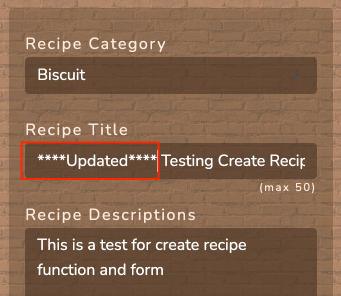 Recipe Category
Biscuit
Recipe Title
****Updated**** Testing Create Recip
(max 50)
Recipe Descriptions
This is a test for create recipe
function and form